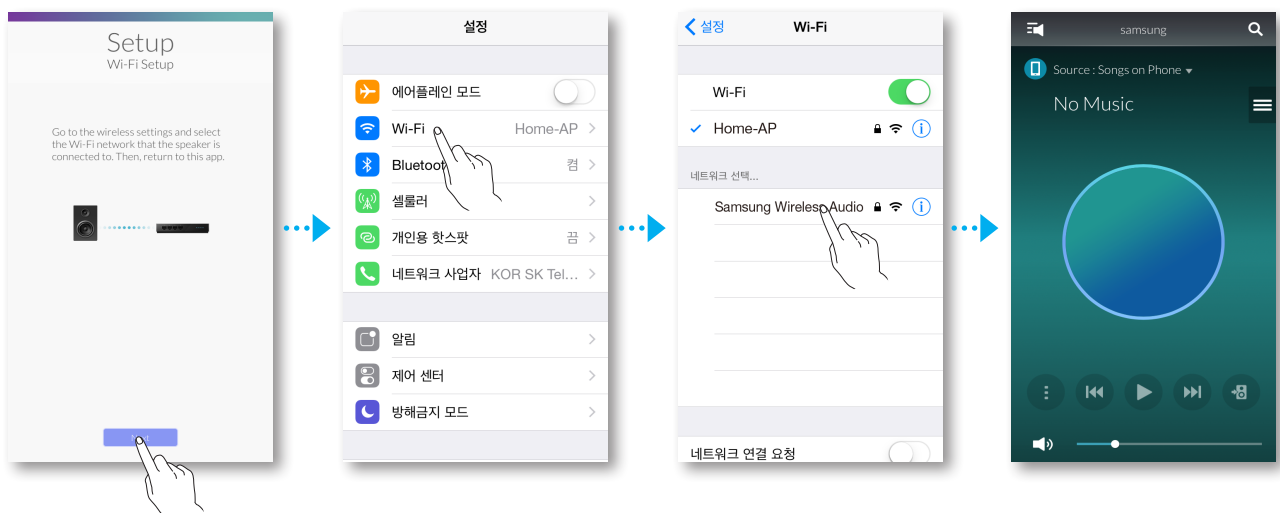 Setup
Wi-Fi Setup
Go to the wireless settings and select
the Wi-Fi network that the speaker is
connected to. Then, return to this app.
설정
에어플레인 모드
Wi-Fi Home-AP
Bluetoot 켬
셀룰러
개인용 핫스팟 끔
네트워크 사업자 KOR SK Tel...
알림
제어 센터
방해금지 모드
설정 Wi-Fi
Wi-Fi
Home-AP
네트워크 선택...
Samsung Wireless Audio
네트워크 연결 요청
samsung
Source : Songs on Phone
No Music